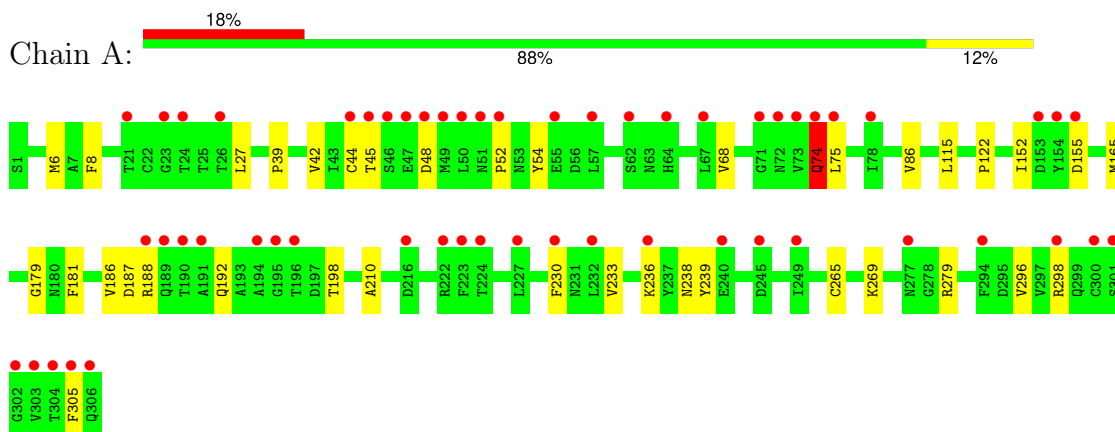 18%
Chain A:
88% 12%
S1 M6 A7 F8 T21 C22 G23 T24 T25 T26 L27 P39 V42 I43 C44 T45 S46 E47 D48 M49 L50 N51 P52 N53 Y54 E55 D56 L57 S62 N63 H64 L67 V68 G71 N72 V73 Q74 L75 I78 V86 L115 P122 I152 D153 Y154 D155 M165
G179 N180 F181 V186 D187 R188 Q189 T190 A191 Q192 A193 A194 G195 T196 D197 T198 A210 D216 R222 F223 T224 L227 F230 N231 L232 V233 K236 Y237 N238 Y239 E240 D245 I249 C265 K269 N277 G278 R279 F294 D295 V296 V297 R298 Q299 C300 S301
G302 V303 T304 F305 Q306